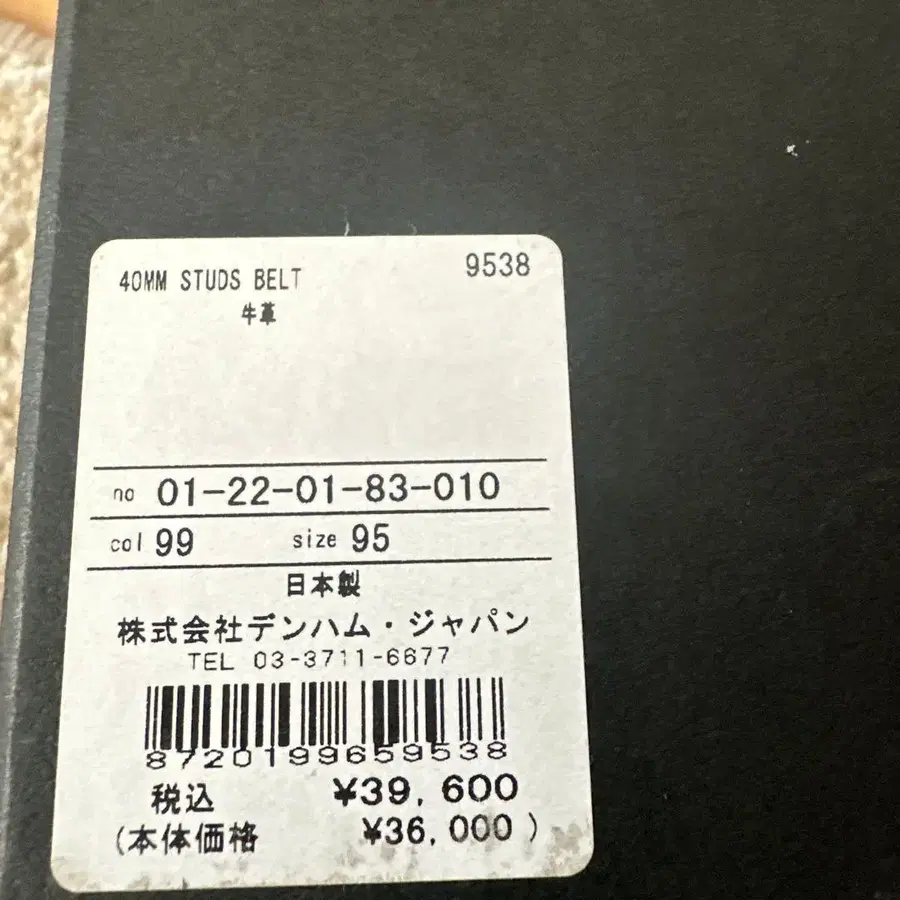 40MM STUDS BELT 9538
牛革
no 01-22-01-83-010
col 99 size 95
日本製
株式会社デンハム・ジャパン
TEL 03-3711-6677
8720199659538
税込 ¥39,600
(本体価格 ¥36,000)